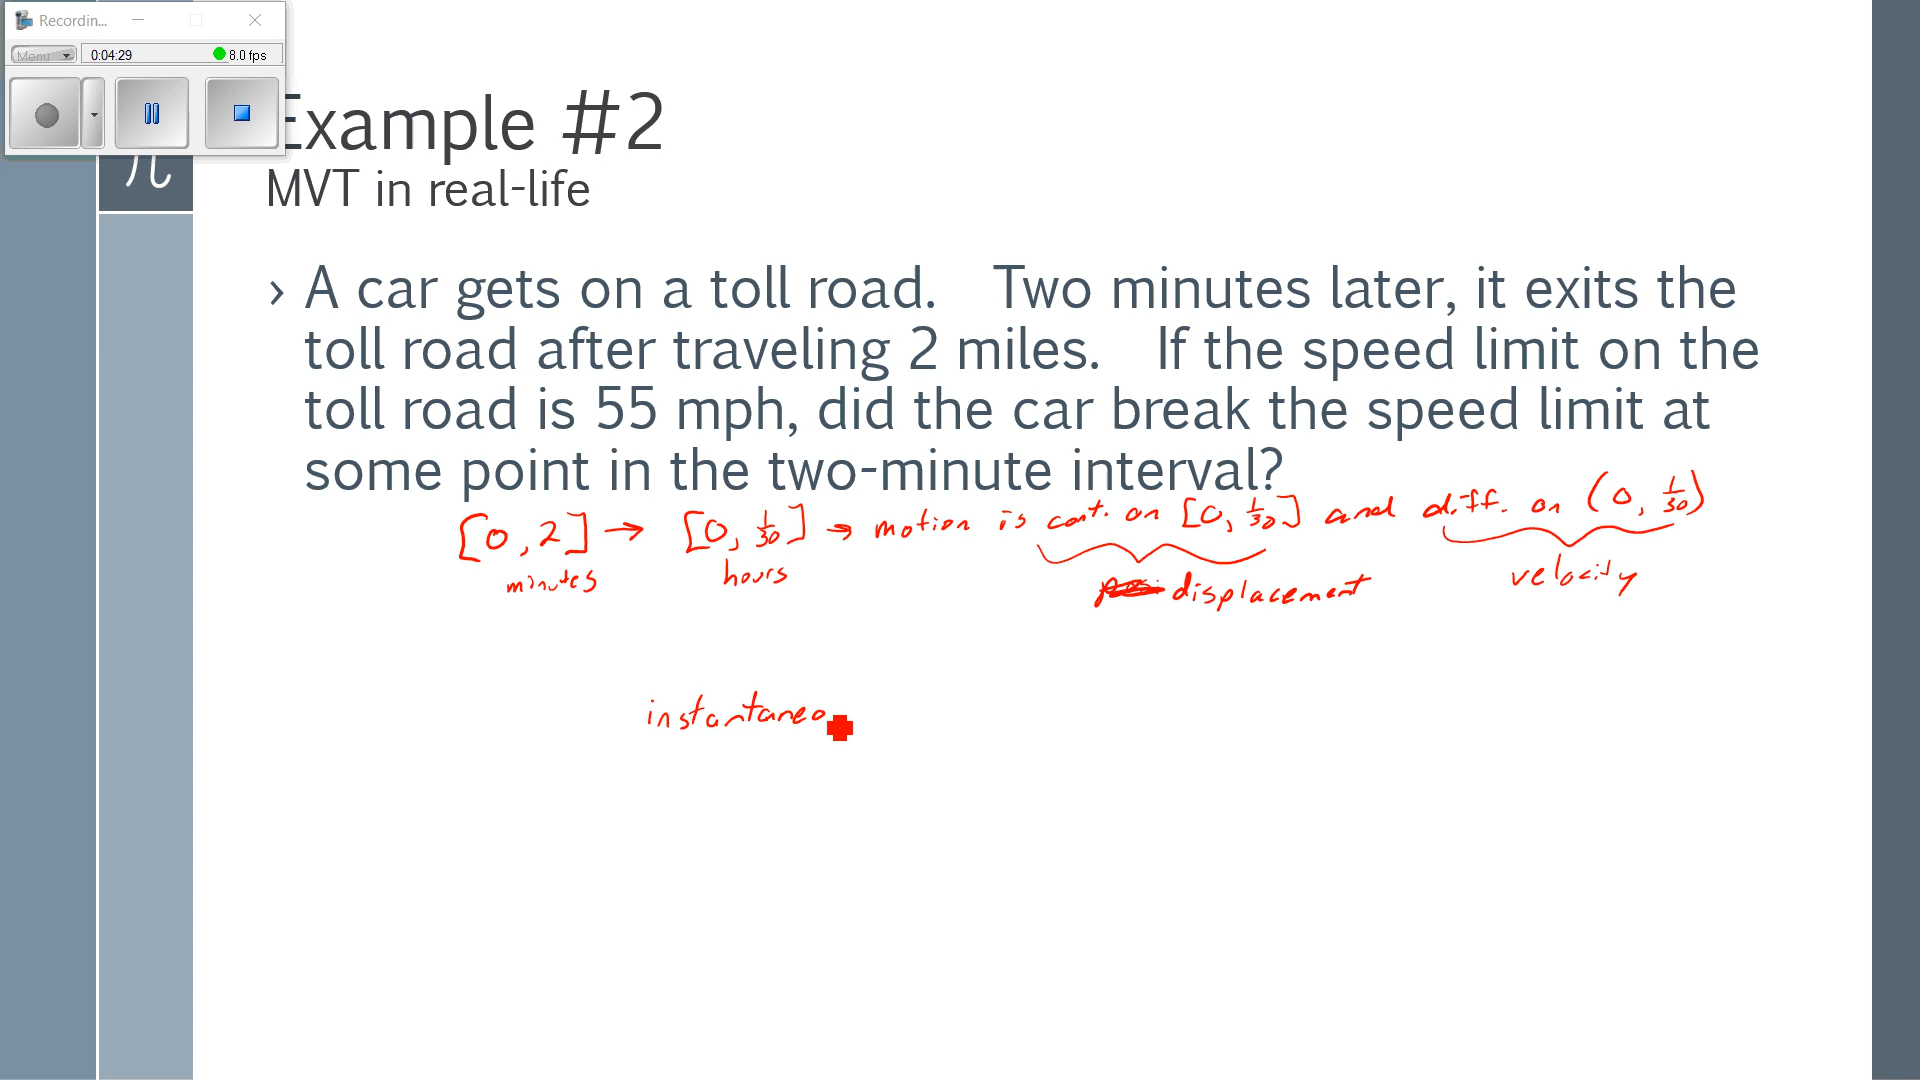 Recordin...
Menu 0:04:29 8.0 fps
π
Example #2
MVT in real-life
› A car gets on a toll road. Two minutes later, it exits the
toll road after traveling 2 miles. If the speed limit on the
toll road is 55 mph, did the car break the speed limit at
some point in the two-minute interval?
[0, 2] → [0, 1/30] → motion is cont. on [0, 1/30] and diff. on (0, 1/30)
minutes hours displacement velocity
instantaneo